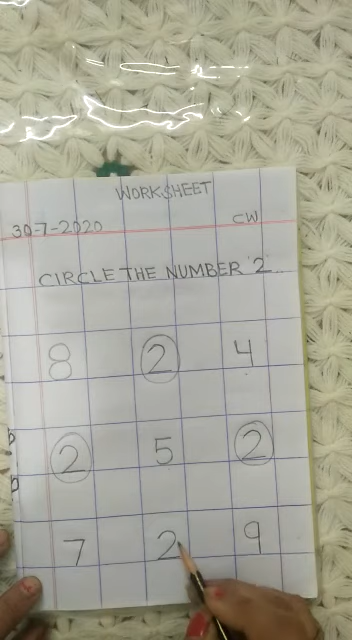 WORKSHEET
30-7-2020 CW
CIRCLE THE NUMBER '2'
8 2 4
2 5 2
7 2 9